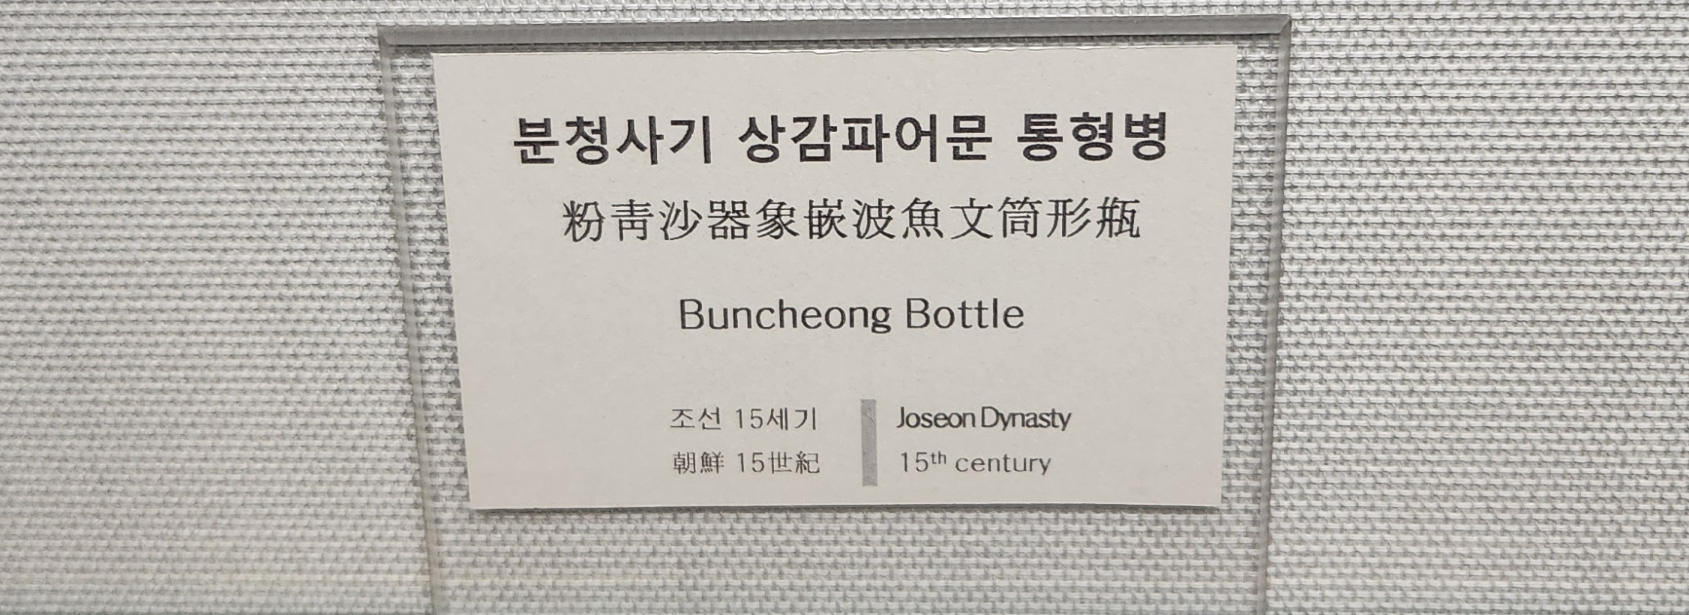 분청사기 상감파어문 통형병
粉靑沙器象嵌波魚文筒形甁
Buncheong Bottle
조선 15세기
朝鮮 15世紀
Joseon Dynasty
15th century